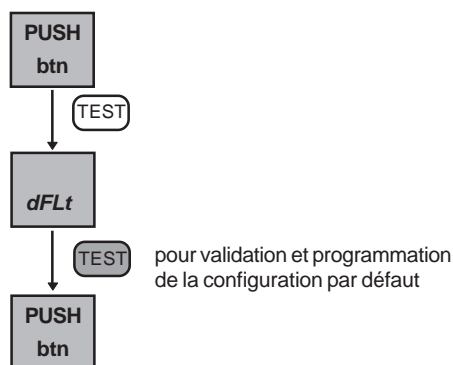 PUSH
btn
TEST
dFLt
TEST
pour validation et programmation
de la configuration par défaut
PUSH
btn